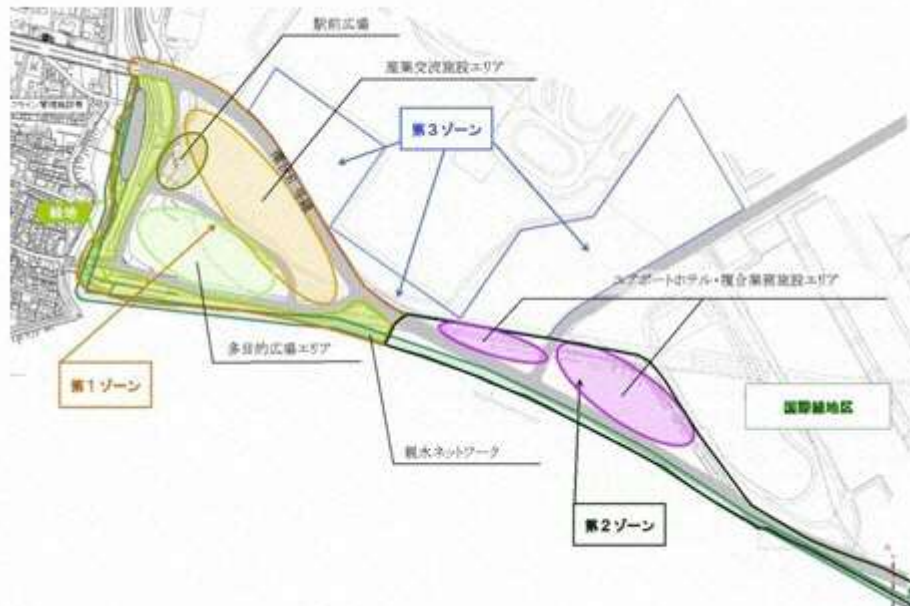 駅前広場
産業交流施設エリア
第3ゾーン
緑地
エアポートホテル・複合業務施設エリア
多目的広場エリア
第1ゾーン
国際線地区
親水ネットワーク
第2ゾーン